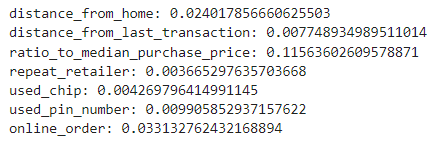 distance_from_home: 0.024017856660625503
distance_from_last_transaction: 0.007748934989511014
ratio_to_median_purchase_price: 0.11563602609578871
repeat_retailer: 0.003665297635703668
used_chip: 0.004269796414991145
used_pin_number: 0.009905852937157622
online_order: 0.033132762432168894